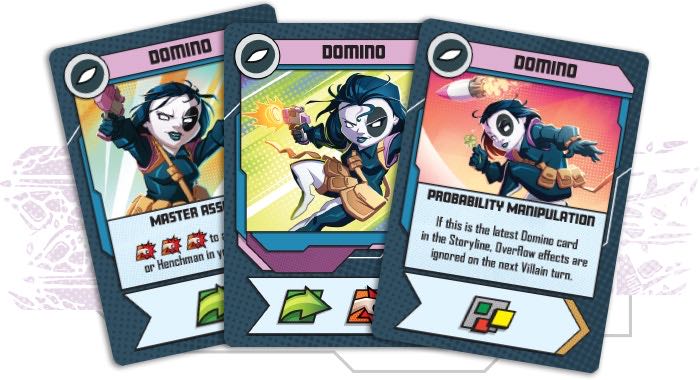 DOMINO
MASTER ASS
to
or Henchman in y
DOMINO
DOMINO
PROBABILITY MANIPULATION
If this is the latest Domino card
in the Storyline, Overflow effects are
ignored on the next Villain turn.